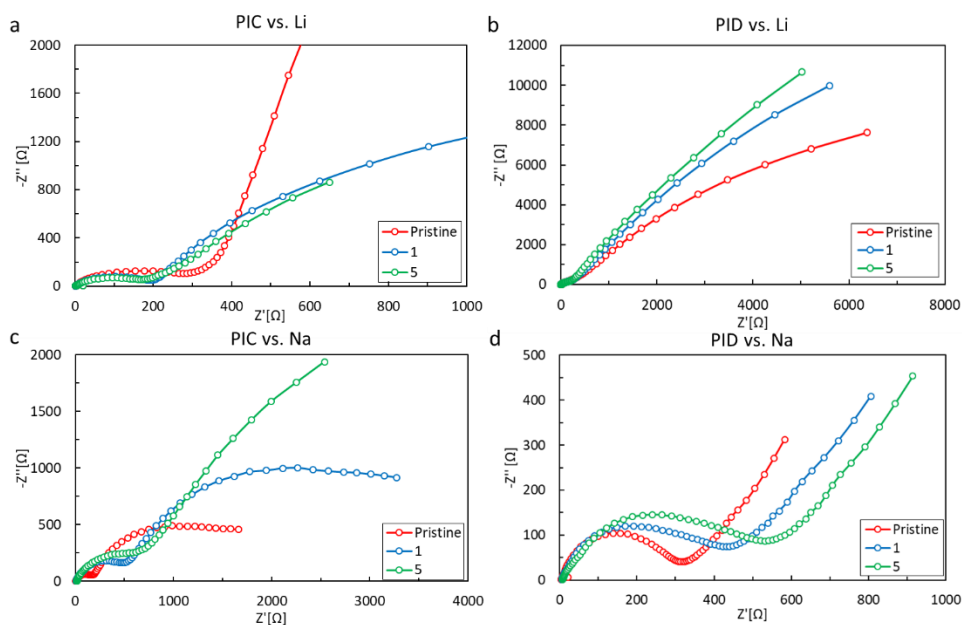 a
PIC vs. Li
2000
1600
1200
800
400
0
0 200 400 600 800 1000
-Z'' [Ω]
Z'[Ω]
Pristine
1
5
b
PID vs. Li
12000
10000
8000
6000
4000
2000
0
0 2000 4000 6000 8000
-Z'' [Ω]
Z'[Ω]
Pristine
1
5
c
PIC vs. Na
2000
1500
1000
500
0
0 1000 2000 3000 4000
-Z'' [Ω]
Z'[Ω]
Pristine
1
5
d
PID vs. Na
500
400
300
200
100
0
0 200 400 600 800 1000
-Z'' [Ω]
Z'[Ω]
Pristine
1
5